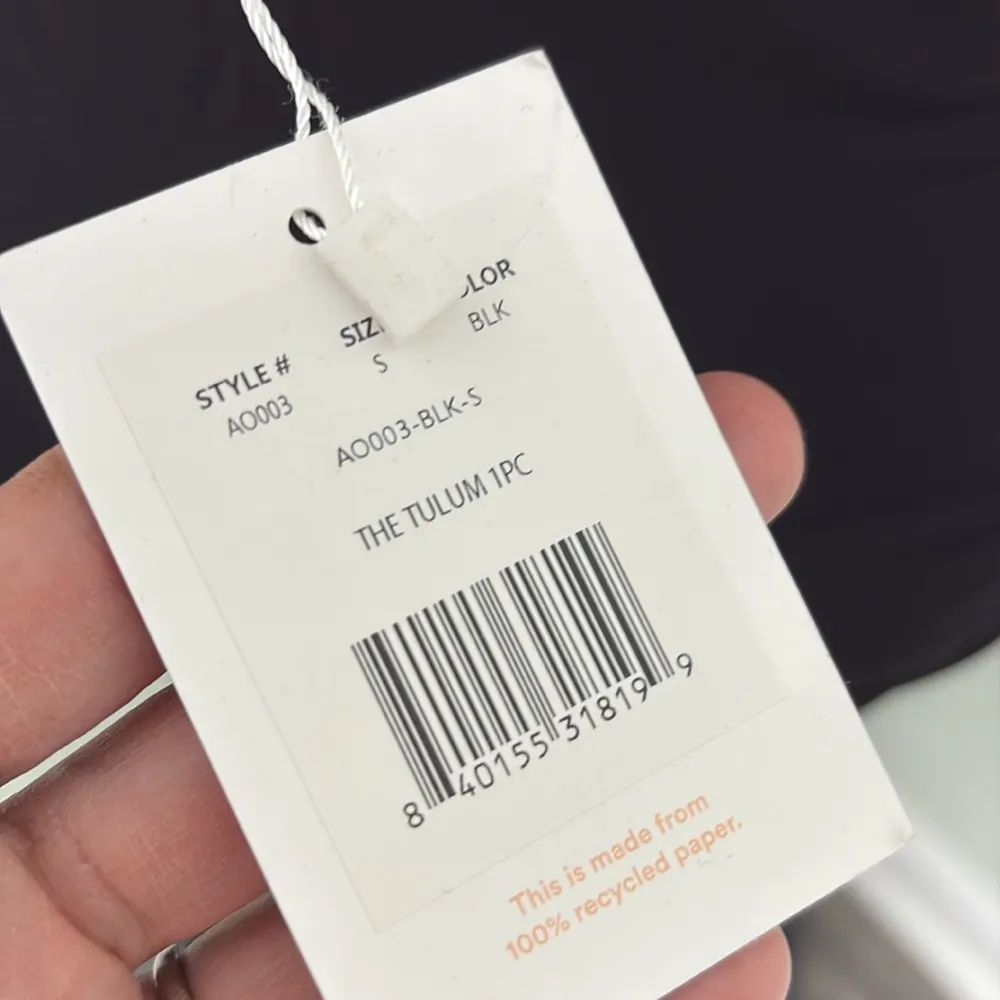 STYLE #
AO003
S
BLK
AO003-BLK-S
THE TULUM 1PC
8 40155 31819 9
This is made from
100% recycled paper.